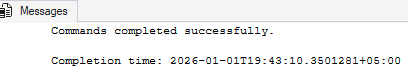 Messages
Commands completed successfully.
Completion time: 2026-01-01T19:43:10.3501281+05:00